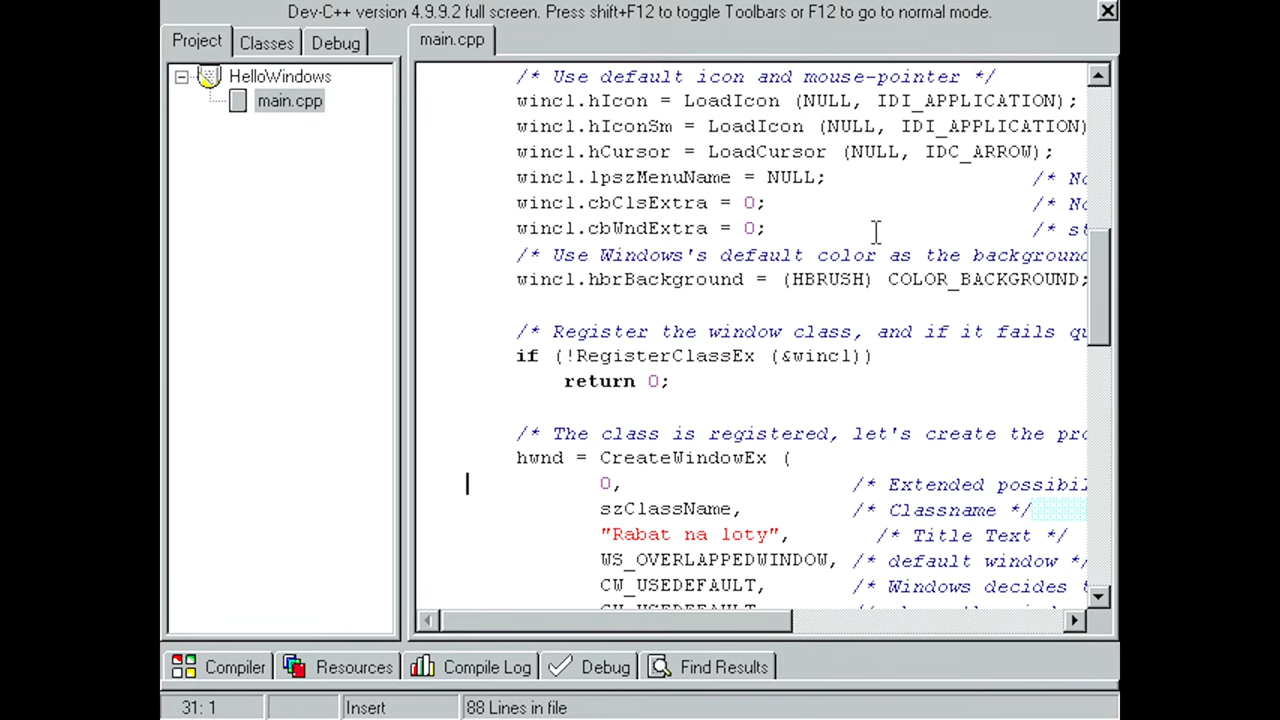 Dev-C++ version 4.9.9.2 full screen. Press shift+F12 to toggle Toolbars or F12 to go to normal mode.
Project Classes Debug
main.cpp
HelloWindows
main.cpp
/* Use default icon and mouse-pointer */
wincl.hIcon = LoadIcon (NULL, IDI_APPLICATION);
wincl.hIconSm = LoadIcon (NULL, IDI_APPLICATION)
wincl.hCursor = LoadCursor (NULL, IDC_ARROW);
wincl.lpszMenuName = NULL; /* No
wincl.cbClsExtra = 0; /* No
wincl.cbWndExtra = 0; /* st
/* Use Windows's default color as the background
wincl.hbrBackground = (HBRUSH) COLOR_BACKGROUND;
/* Register the window class, and if it fails qu
if (!RegisterClassEx (&wincl))
return 0;
/* The class is registered, let's create the pro
hwnd = CreateWindowEx (
0, /* Extended possibil
szClassName, /* Classname */
"Rabat na loty", /* Title Text */
WS_OVERLAPPEDWINDOW, /* default window */
CW_USEDEFAULT, /* Windows decides t
Compiler Resources Compile Log Debug Find Results
31: 1 Insert 88 Lines in file